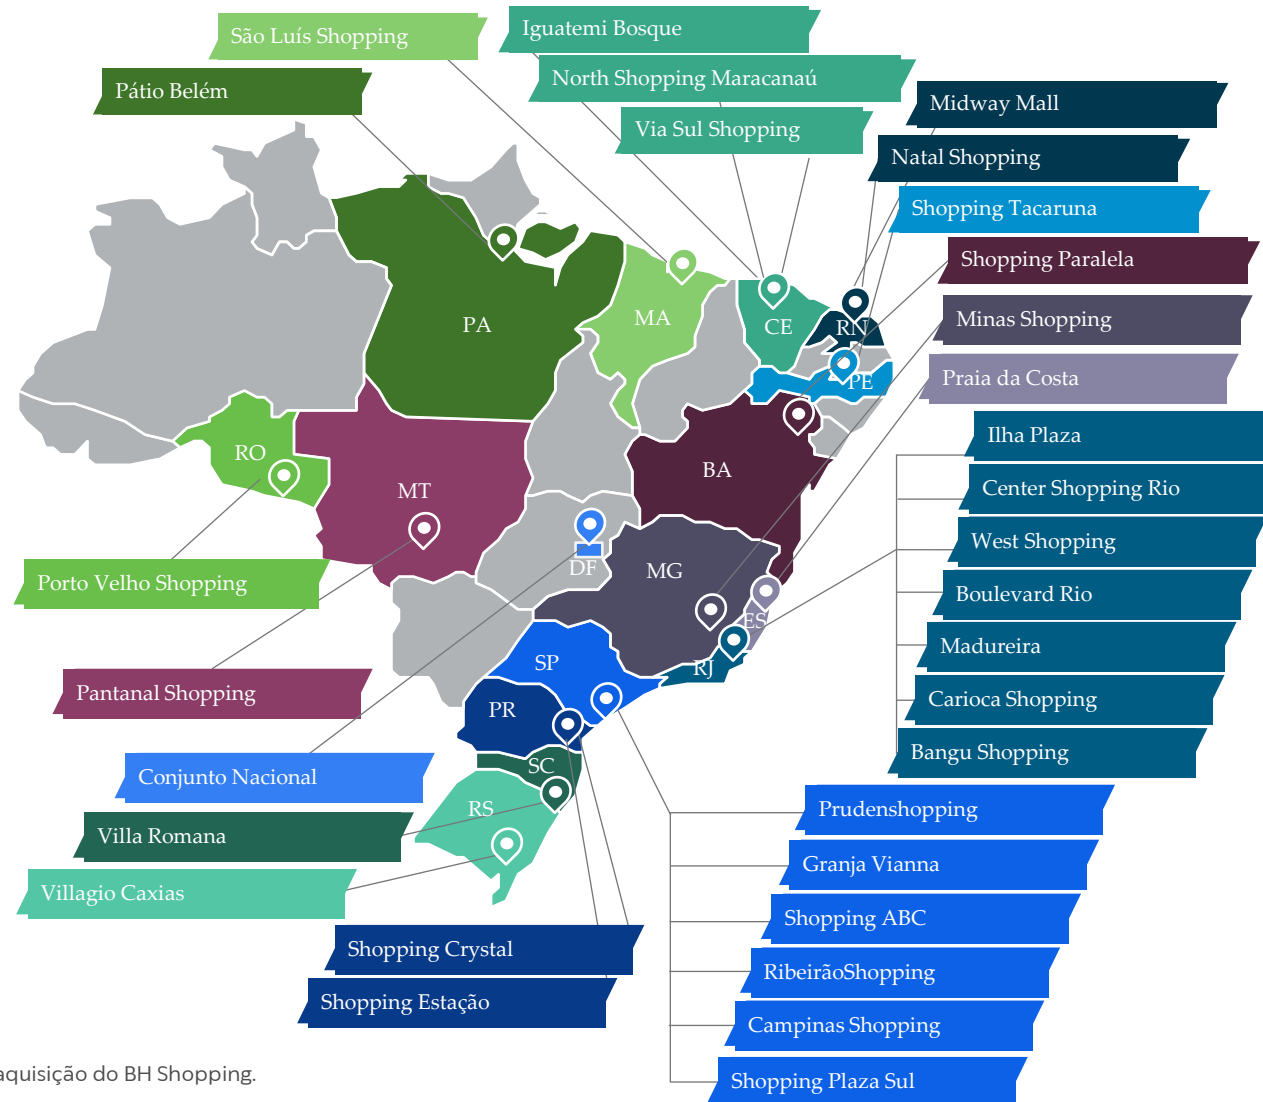 São Luís Shopping
Iguatemi Bosque
Pátio Belém
North Shopping Maracanaú
Via Sul Shopping
Midway Mall
Natal Shopping
Shopping Tacaruna
Shopping Paralela
Minas Shopping
Praia da Costa
Ilha Plaza
Center Shopping Rio
West Shopping
Boulevard Rio
Madureira
Carioca Shopping
Bangu Shopping
PA
MA
CE
RN
PE
RO
MT
BA
DF
MG
ES
SP
RJ
PR
SC
RS
Porto Velho Shopping
Pantanal Shopping
Conjunto Nacional
Villa Romana
Villagio Caxias
Shopping Crystal
Shopping Estação
Prudenshopping
Granja Vianna
Shopping ABC
RibeirãoShopping
Campinas Shopping
Shopping Plaza Sul
aquisição do BH Shopping.